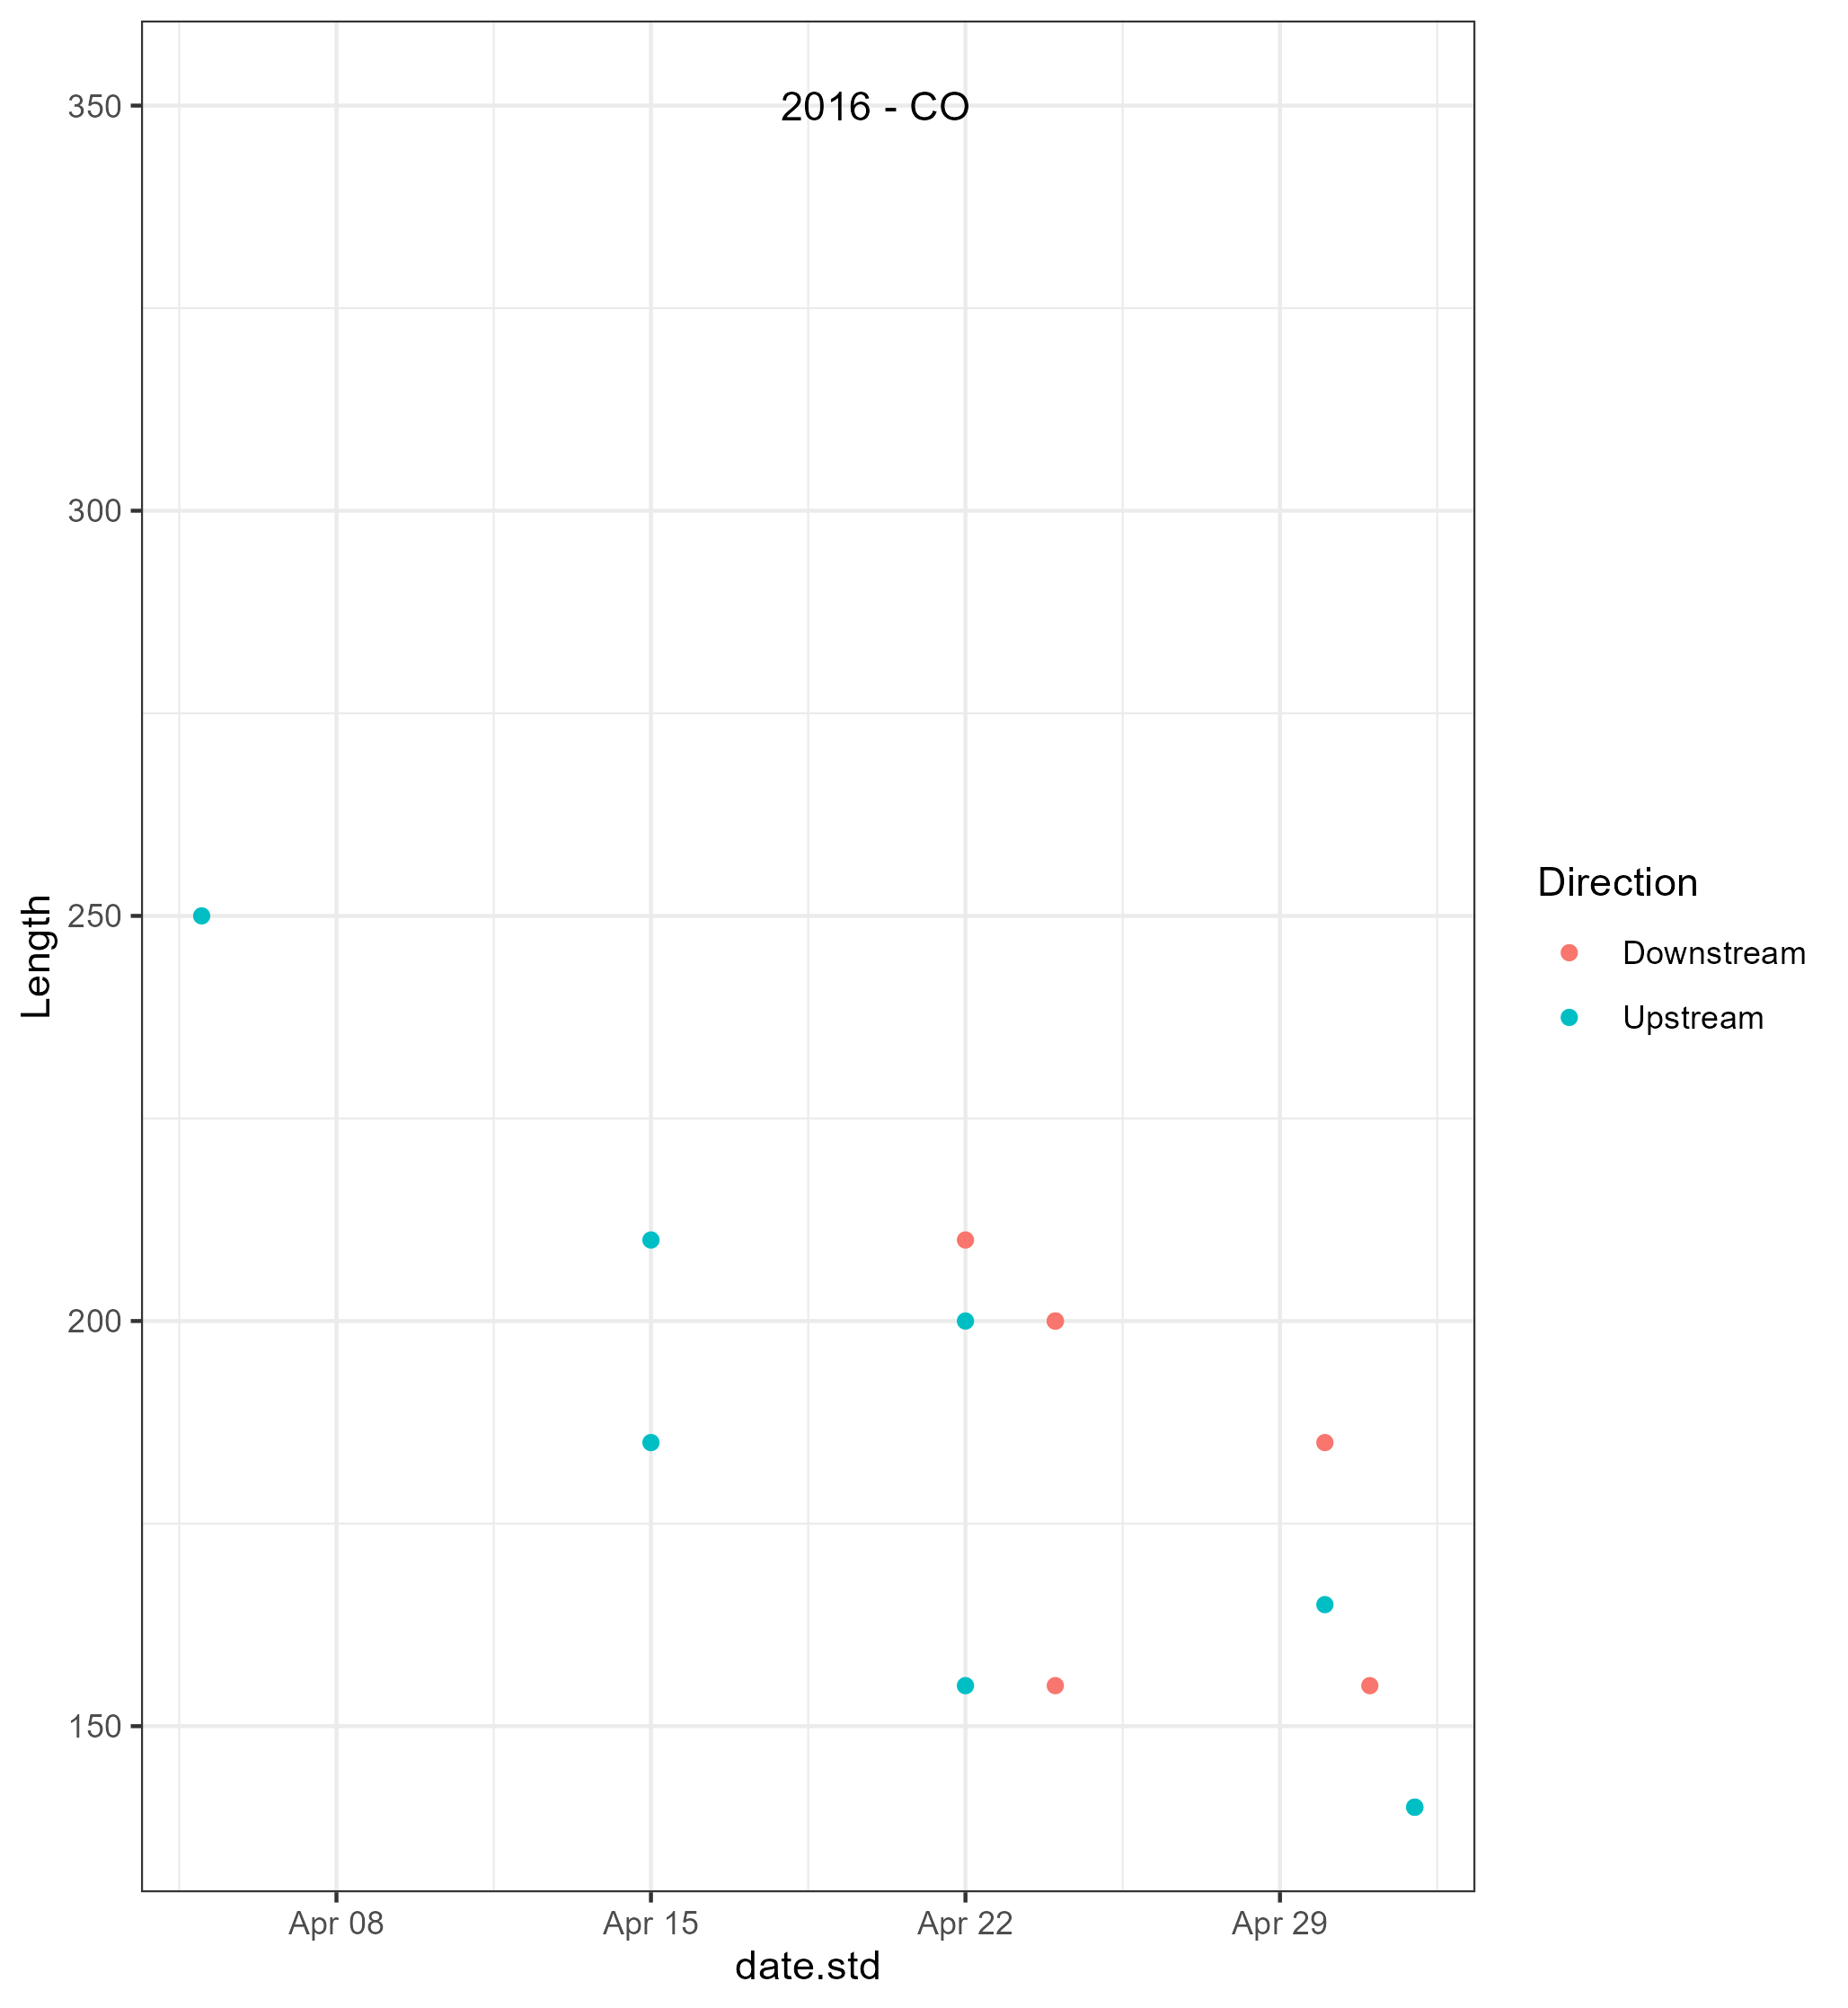 2016 - CO
350
300
250
200
150
Length
Apr 08
Apr 15
Apr 22
Apr 29
date.std
Direction
Downstream
Upstream